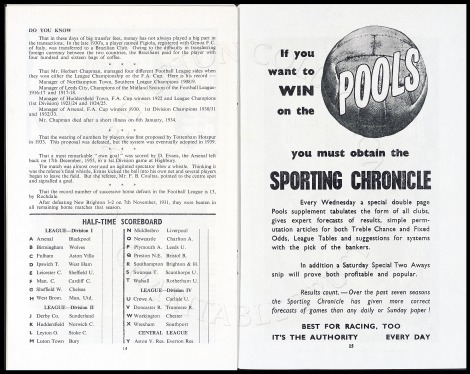 DO YOU KNOW
That in these days of big transfer fees, money has not always played a big part in
the transactions. In the late 1930's, a player named Figiola, registered with Genoa F.C.
of Italy, was transferred to a Brazilian Club. Owing to the difficulty in transferring
foreign currency between the two countries, the Brazilians paid for the player with
four hundred and sixteen bags of coffee.
* * *
That Mr. Herbert Chapman, managed four different Football League sides when
they won either the League Championship or the F.A. Cup. Here is his record :—
Manager of Northampton Town, Southern League Champions 1908/9.
Manager of Leeds City, Champions of the Midland Section of the Football League
1916/17 and 1917-18.
Manager of Huddersfield Town, F.A. Cup winners 1922 and League Champions
(1st Division) 1923/24 and 1924/25.
Manager of Arsenal, F.A. Cup winners 1930. 1st Division Champions 1930/31
and 1932/33.
Mr. Chapman died after a short illness on 6th January, 1934.
* * *
That the wearing of numbers by players was first proposed by Tottenham Hotspur
in 1933. This proposal was defeated, but the system was eventually adopted in 1939.
* * *
That a most remarkable "own goal" was scored by D. Evans, the Arsenal left
back on 17th December, 1955, in a 1st Division game at Highbury.
The match was almost over and an ignorant spectator blew a whistle. Thinking it
was the referee's final whistle, Evans kicked the ball into his own net and several players
began to leave the field. But the referee, Mr. F. B. Coultas, pointed to the centre spot
and signalled a goal.
* * *
That the record number of successive home defeats in the Football League is 13,
by Rochdale.
After defeating New Brighton 3-2 on 7th November, 1931, they were beaten in
all remaining home matches that season.
HALF-TIME SCOREBOARD
LEAGUE—Division I
A Arsenal Blackpool
B Birmingham Wolves
C Fulham Aston Villa
D Ipswich T. West Ham
E Leicester C. Sheffield U.
F Man. C. Cardiff C.
G Sheffield W. Chelsea
H West Brom. Man. Utd.
LEAGUE—Division II
J Derby Co. Sunderland
K Huddersfield Norwich C.
L Leyton O. Stoke C.
M Luton Town Bury
N Middlesbro Liverpool
O Newcastle Charlton A.
P Plymouth A. Leeds U.
Q Preston N.E. Bristol R.
R Southampton Brighton & H.
S Swansea T. Scunthorpe U.
T Walsall Rotherham U.
LEAGUE—Division IV
U Crewe A. Carlisle U.
V Doncaster R. Tranmere R.
W Workington Chester
X Wrexham Southport
CENTRAL LEAGUE
Y Aston V. Res. Everton Res.
14
If you
want to
WIN
on the
POOLS
you must obtain the
SPORTING CHRONICLE
Every Wednesday a special double page
Pools supplement tabulates the form of all clubs,
gives expert forecasts of results, simple perm-
utation articles for both Treble Chance and Fixed
Odds, League Tables and suggestions for systems
with the pick of the bankers.
In addition a Saturday Special Two Aways
snip will prove both profitable and popular.
Results count.—Over the past seven seasons
the Sporting Chronicle has given more correct
forecasts of games than any daily or Sunday paper !
BEST FOR RACING, TOO
IT'S THE AUTHORITY EVERY DAY
25